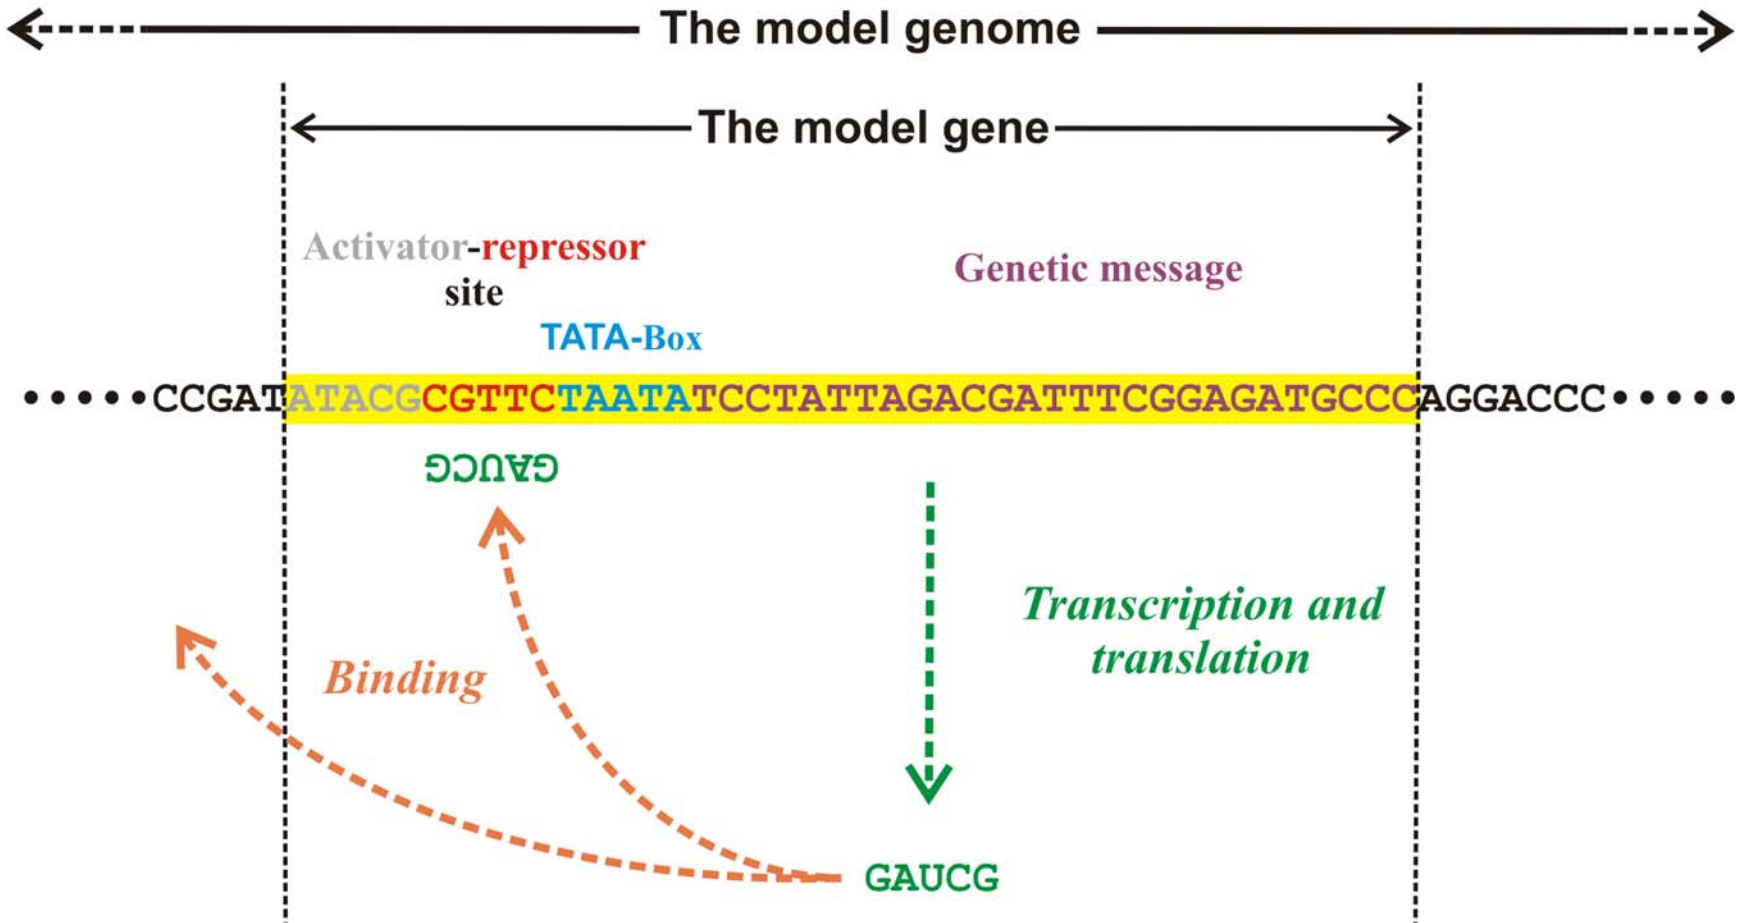 The model genome
The model gene
Activator-repressor
site
Genetic message
TATA-Box
•••••CCGATATACGCGTTCTAATATCCTATTAGACGATTTCGGAGATGCCCAGGACCC•••••
GAUCG
Transcription and
translation
Binding
GAUCG